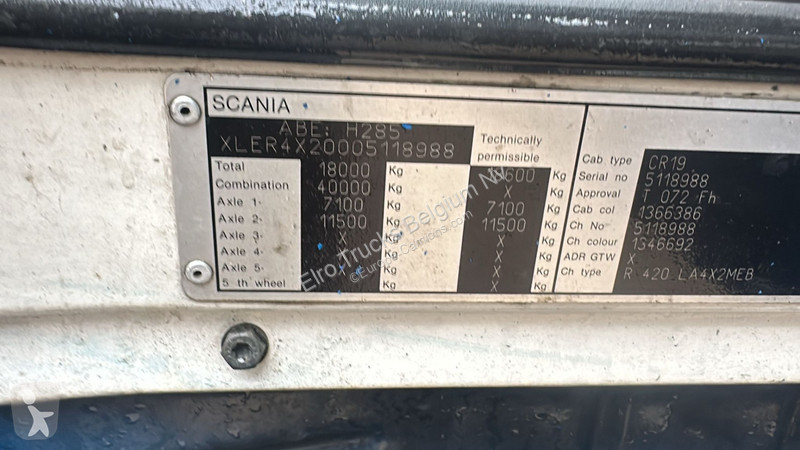 SCANIA
ABE: H285
XLER4X20005118988
Technically
permissible
Total 18000 Kg Kg
Combination 40000 Kg X Kg
Axle 1- 7100 Kg 7100 Kg
Axle 2- 11500 Kg 11500 Kg
Axle 3- X Kg X Kg
Axle 4- X Kg X Kg
Axle 5- X Kg X Kg
5 th wheel Kg X Kg
Cab type CR19
Serial no 5118988
Approval T 072 Fh
Cab col 1366386
Ch No 5118988
Ch colour 1346692
ADR GTW X
Ch type R 420 LA4X2MEB
Elro Trucks Belgium NV